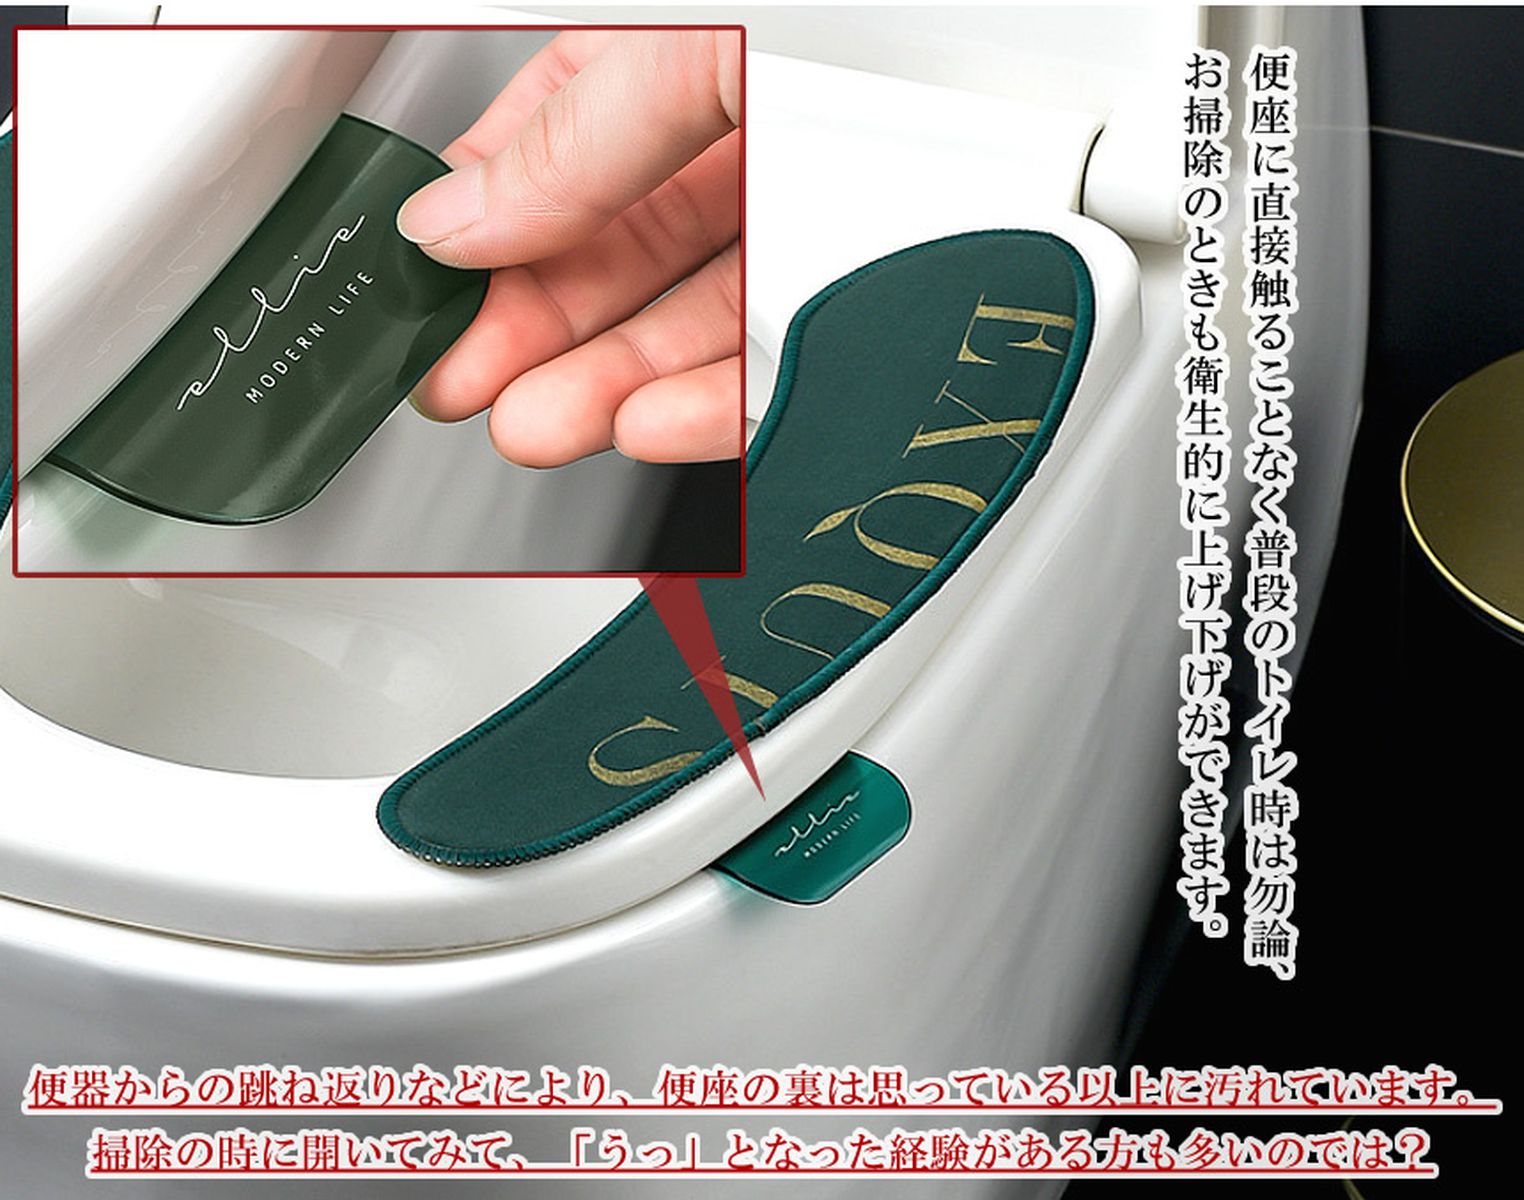 便座に直接触ることなく普段のトイレ時は勿論、
お掃除のときも衛生的に上げ下げができます。
ellie
MODERN LIFE
EXQUIS
ellie
MODERN LIFE
便器からの跳ね返りなどにより、便座の裏は思っている以上に汚れています。
掃除の時に開いてみて、「うっ」となった経験がある方も多いのでは？